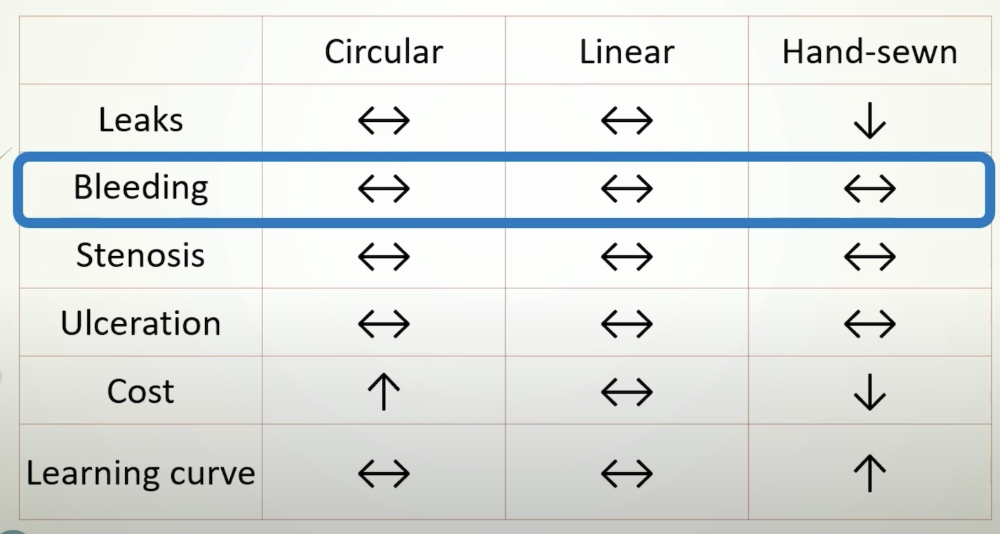 Circular Linear Hand-sewn
Leaks ↔ ↔ ↓
Bleeding ↔ ↔ ↔
Stenosis ↔ ↔ ↔
Ulceration ↔ ↔ ↔
Cost ↑ ↔ ↓
Learning curve ↔ ↔ ↑